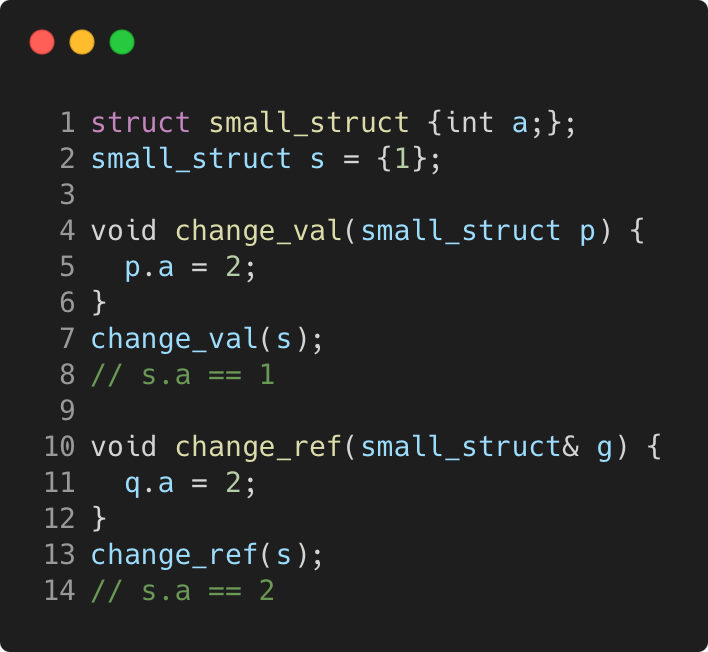 1 struct small_struct {int a;};
2 small_struct s = {1};
3
4 void change_val(small_struct p) {
5   p.a = 2;
6 }
7 change_val(s);
8 // s.a == 1
9
10 void change_ref(small_struct& g) {
11   q.a = 2;
12 }
13 change_ref(s);
14 // s.a == 2